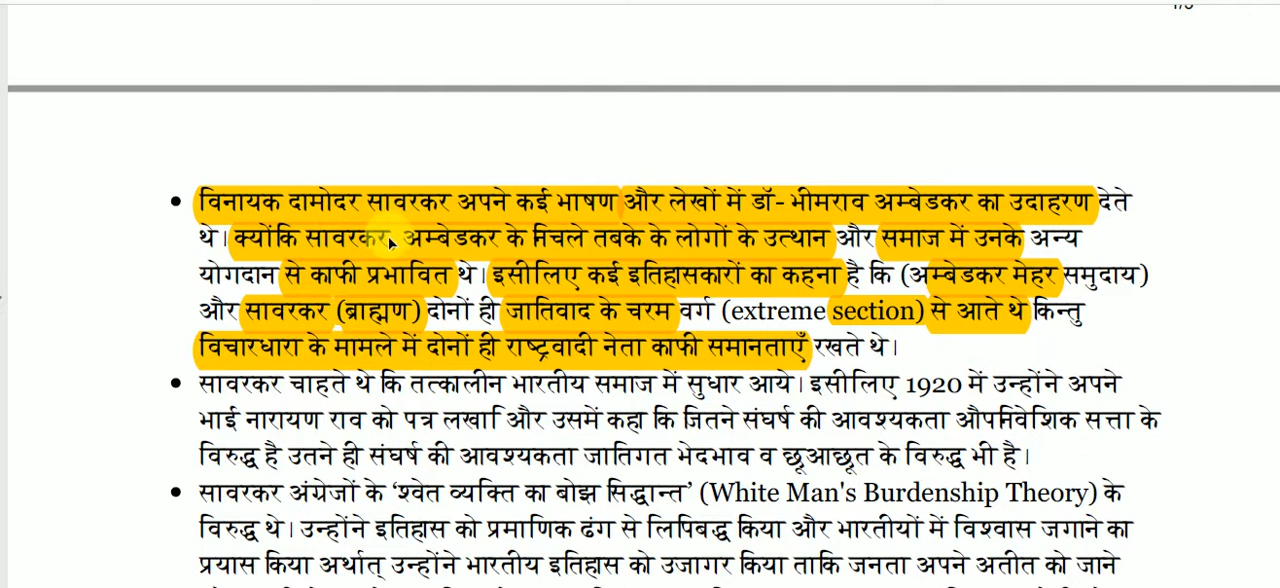 विनायक दामोदर सावरकर अपने कई भाषण और लेखों में डॉ- भीमराव अम्बेडकर का उदाहरण देते
थे। क्योंकि सावरकर, अम्बेडकर के निचले तबके के लोगों के उत्थान और समाज में उनके अन्य
योगदान से काफी प्रभावित थे। इसीलिए कई इतिहासकारों का कहना है कि (अम्बेडकर मेहर समुदाय)
और सावरकर (ब्राह्मण) दोनों ही जातिवाद के चरम वर्ग (extreme section) से आते थे किन्तु
विचारधारा के मामले में दोनों ही राष्ट्रवादी नेता काफी समानताएँ रखते थे।
सावरकर चाहते थे कि तत्कालीन भारतीय समाज में सुधार आये। इसीलिए 1920 में उन्होंने अपने
भाई नारायण राव को पत्र लखिा और उसमें कहा कि जितने संघर्ष की आवश्यकता औपनिवेशिक सत्ता के
विरुद्ध है उतने ही संघर्ष की आवश्यकता जातिगत भेदभाव व छूआछूत के विरुद्ध भी है।
सावरकर अंग्रेजों के ‘श्वेत व्यक्ति का बोझ सिद्धान्त’ (White Man's Burdenship Theory) के
विरुद्ध थे। उन्होंने इतिहास को प्रमाणिक ढंग से लिपिबद्ध किया और भारतीयों में विश्वास जगाने का
प्रयास किया अर्थात् उन्होंने भारतीय इतिहास को उजागर किया ताकि जनता अपने अतीत को जाने